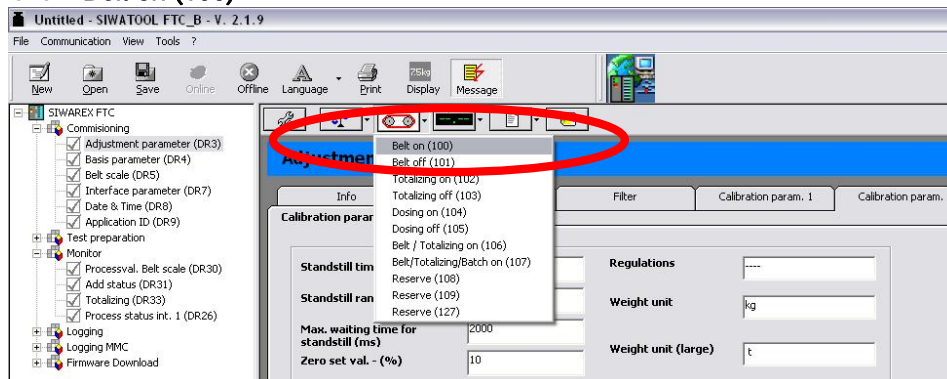 Untitled - SIWATOOL FTC_B - V. 2.1.9
File Communication View Tools ?
New Open Save Online Offline Language Print Display Message
7.5kg
SIWAREX FTC
Commisioning
Adjustment parameter (DR3)
Basis parameter (DR4)
Belt scale (DR5)
Interface parameter (DR7)
Date & Time (DR8)
Application ID (DR9)
Test preparation
Monitor
Processval. Belt scale (DR30)
Add status (DR31)
Totalizing (DR33)
Process status int. 1 (DR26)
Logging
Logging MMC
Firmware Download
Belt on (100)
Belt off (101)
Totalizing on (102)
Totalizing off (103)
Dosing on (104)
Dosing off (105)
Belt / Totalizing on (106)
Belt/Totalizing/Batch on (107)
Reserve (108)
Reserve (109)
Reserve (127)
Info Filter Calibration param. 1 Calibration param.
Standstill ran
Regulations ----
Weight unit kg
Max. waiting time for standstill (ms) 2000
Weight unit (large) t
Zero set val. - (%) 10